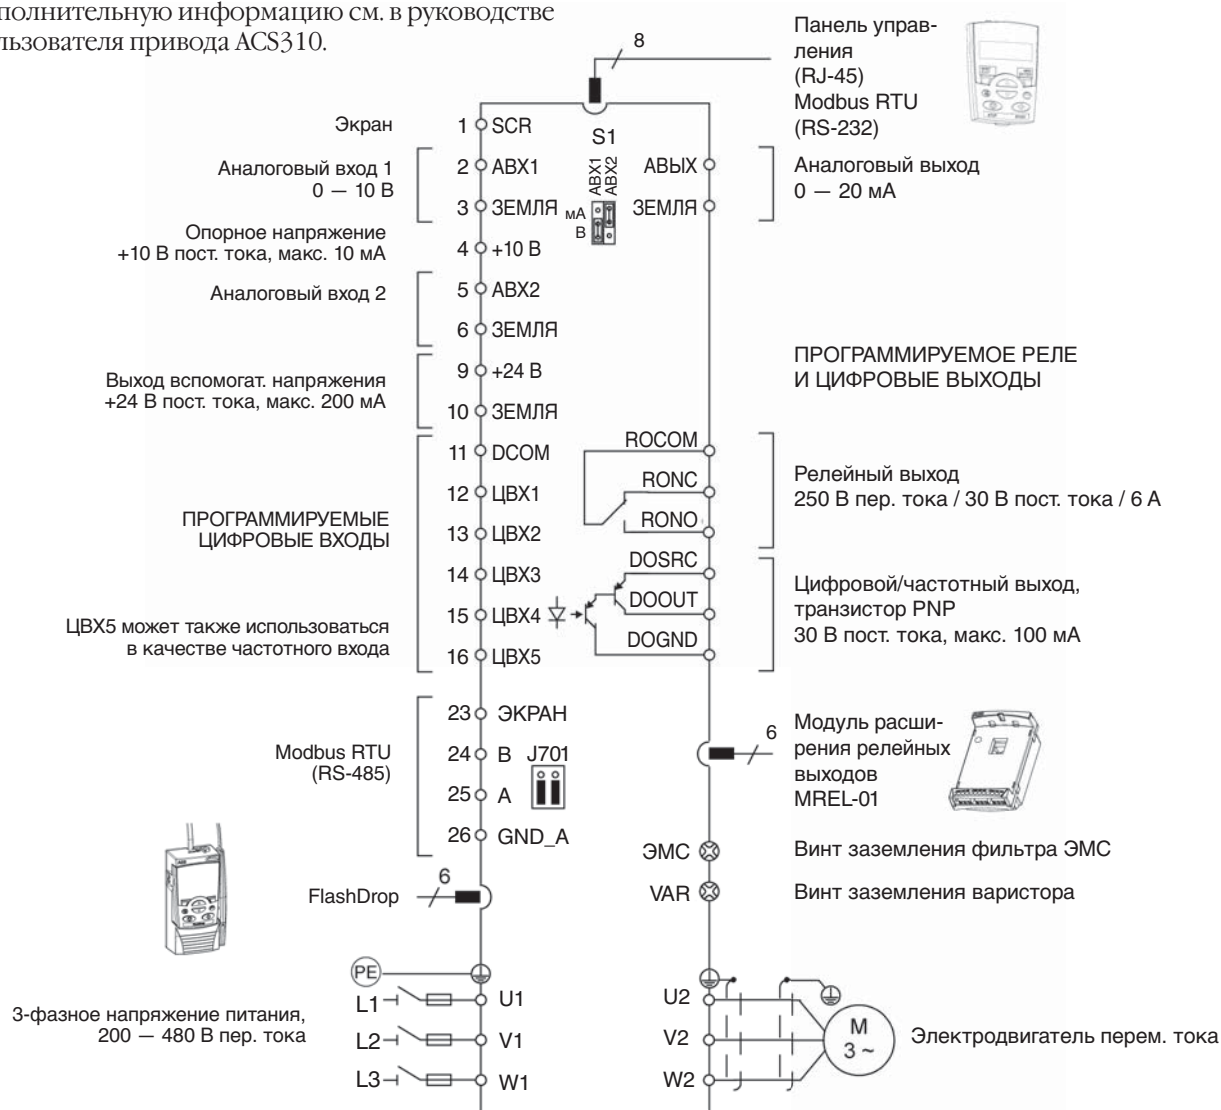 полнительную информацию см. в руководстве
льзователя привода ACS310.
8
Панель управ-
ления
(RJ-45)
Modbus RTU
(RS-232)
Экран
1 SCR
S1
Аналоговый вход 1
0 — 10 В
2 АВХ1
3 ЗЕМЛЯ
АВХ1
АВХ2
мА
В
АВЫХ
ЗЕМЛЯ
Аналоговый выход
0 — 20 мА
Опорное напряжение
+10 В пост. тока, макс. 10 мА
4 +10 В
Аналоговый вход 2
5 АВХ2
6 ЗЕМЛЯ
Выход вспомогат. напряжения
+24 В пост. тока, макс. 200 мА
9 +24 В
10 ЗЕМЛЯ
ПРОГРАММИРУЕМОЕ РЕЛЕ
И ЦИФРОВЫЕ ВЫХОДЫ
ПРОГРАММИРУЕМЫЕ
ЦИФРОВЫЕ ВХОДЫ
ЦВХ5 может также использоваться
в качестве частотного входа
11 DCOM
12 ЦВХ1
13 ЦВХ2
14 ЦВХ3
15 ЦВХ4
16 ЦВХ5
ROCOM
RONC
RONO
Релейный выход
250 В пер. тока / 30 В пост. тока / 6 А
DOSRC
DOOUT
DOGND
Цифровой/частотный выход,
транзистор PNP
30 В пост. тока, макс. 100 мА
Modbus RTU
(RS-485)
23 ЭКРАН
24 B
25 A
26 GND_A
J701
6
Модуль расши-
рения релейных
выходов
MREL-01
ЭМС
Винт заземления фильтра ЭМС
VAR
Винт заземления варистора
FlashDrop
6
PE
3-фазное напряжение питания,
200 — 480 В пер. тока
L1
L2
L3
U1
V1
W1
U2
V2
W2
M
3 ~
Электродвигатель перем. тока